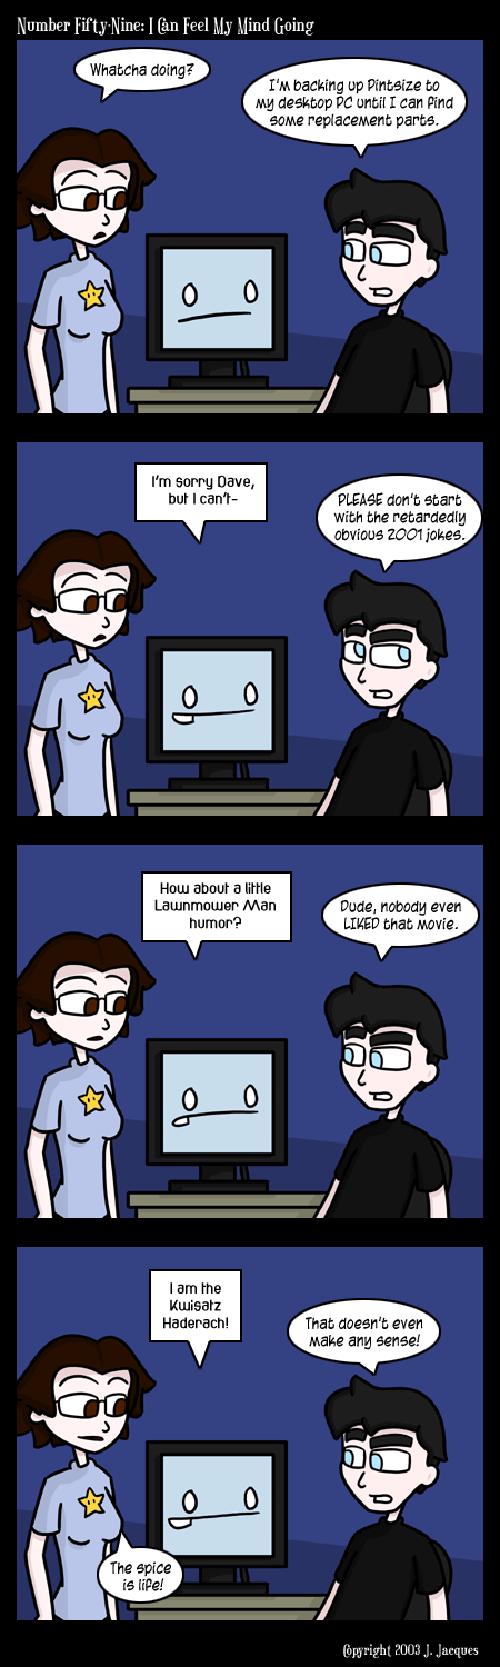 Number Fifty-Nine: I Can Feel My Mind Going
Whatcha doing?
I'm backing up Pintsize to
my desktop PC until I can find
some replacement parts.
I'm sorry Dave,
but I can't-
PLEASE don't start
with the retardedly
obvious 2001 jokes.
How about a little
Lawnmower Man
humor?
Dude, nobody even
LIKED that movie.
I am the
Kwisatz
Haderach!
That doesn't even
make any sense!
The spice
is life!
Copyright 2003 J. Jacques